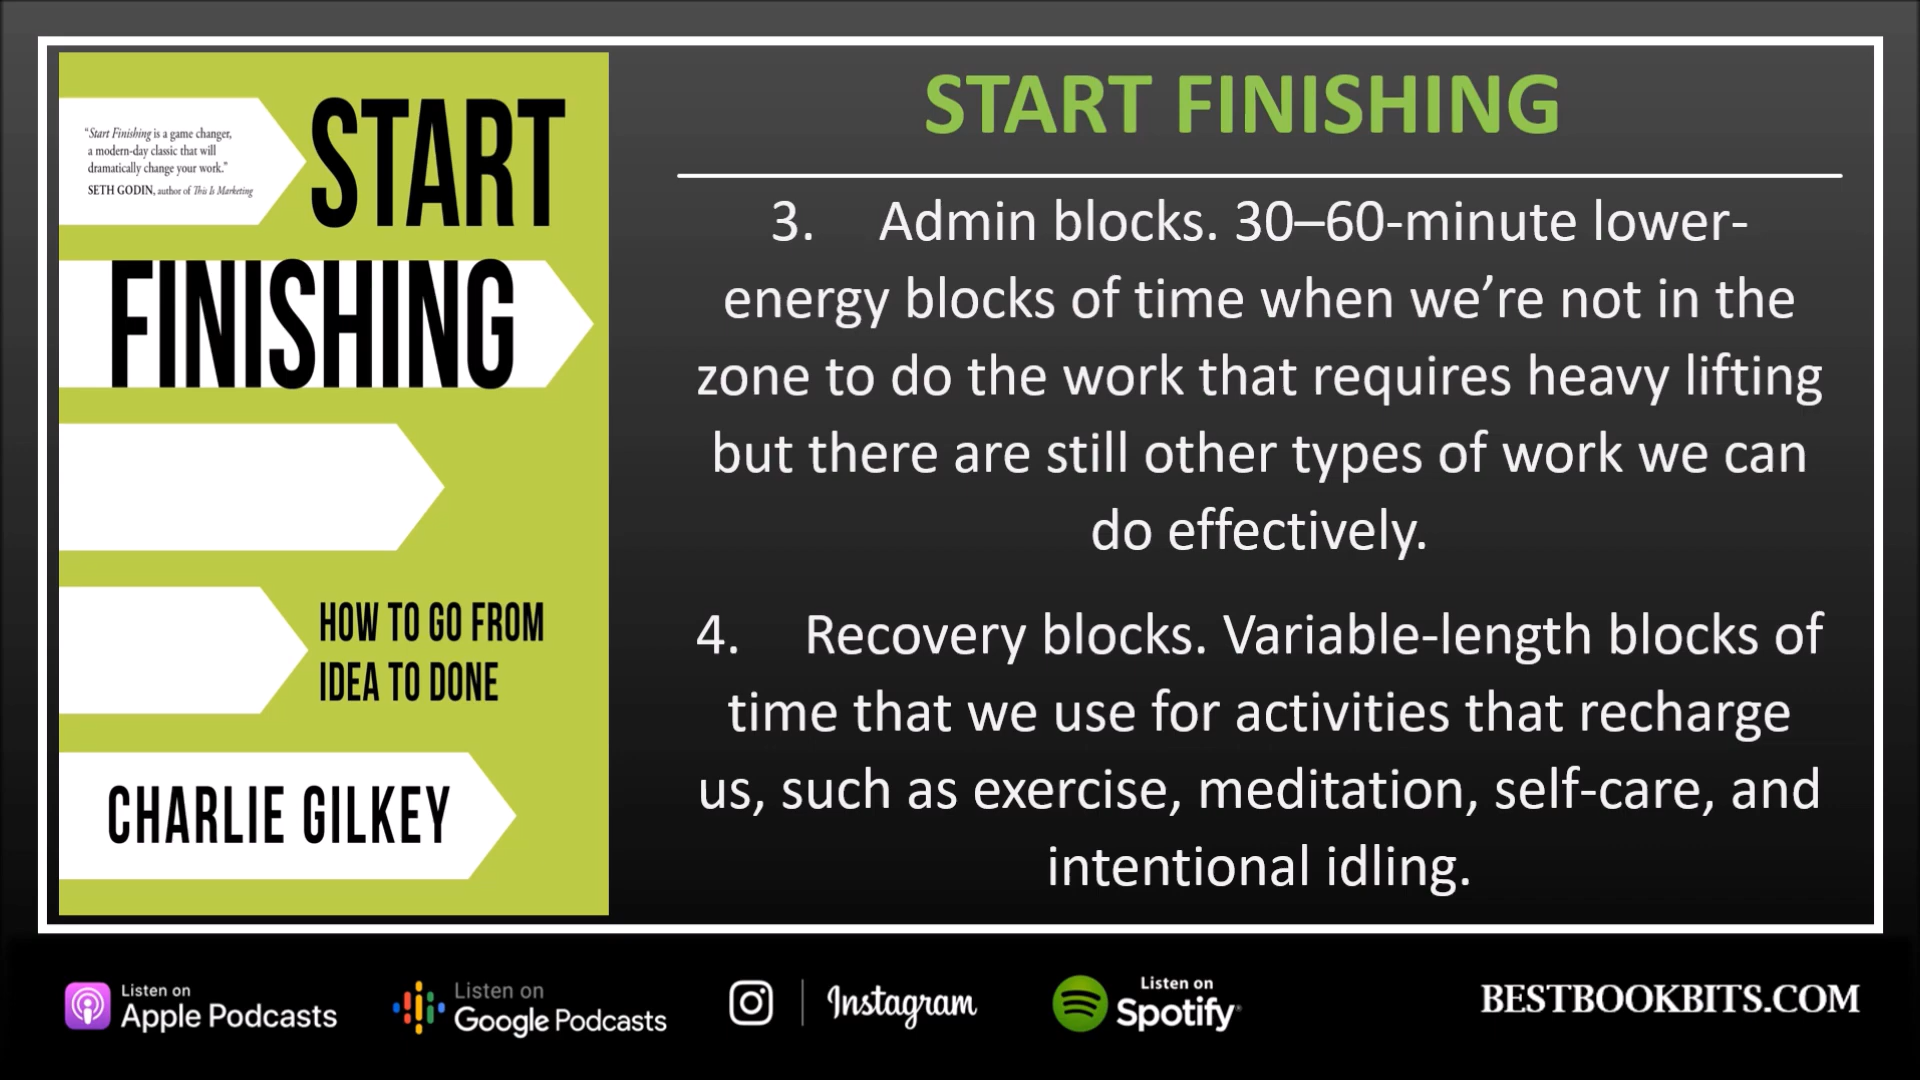 "Start Finishing is a game changer,
a modern-day classic that will
dramatically change your work."
SETH GODIN, author of This Is Marketing
START
FINISHING
HOW TO GO FROM
IDEA TO DONE
CHARLIE GILKEY
START FINISHING
3. Admin blocks. 30–60-minute lower-
energy blocks of time when we’re not in the
zone to do the work that requires heavy lifting
but there are still other types of work we can
do effectively.
4. Recovery blocks. Variable-length blocks of
time that we use for activities that recharge
us, such as exercise, meditation, self-care, and
intentional idling.
Listen on
Apple Podcasts
Listen on
Google Podcasts
Instagram
Listen on
Spotify
BESTBOOKBITS.COM